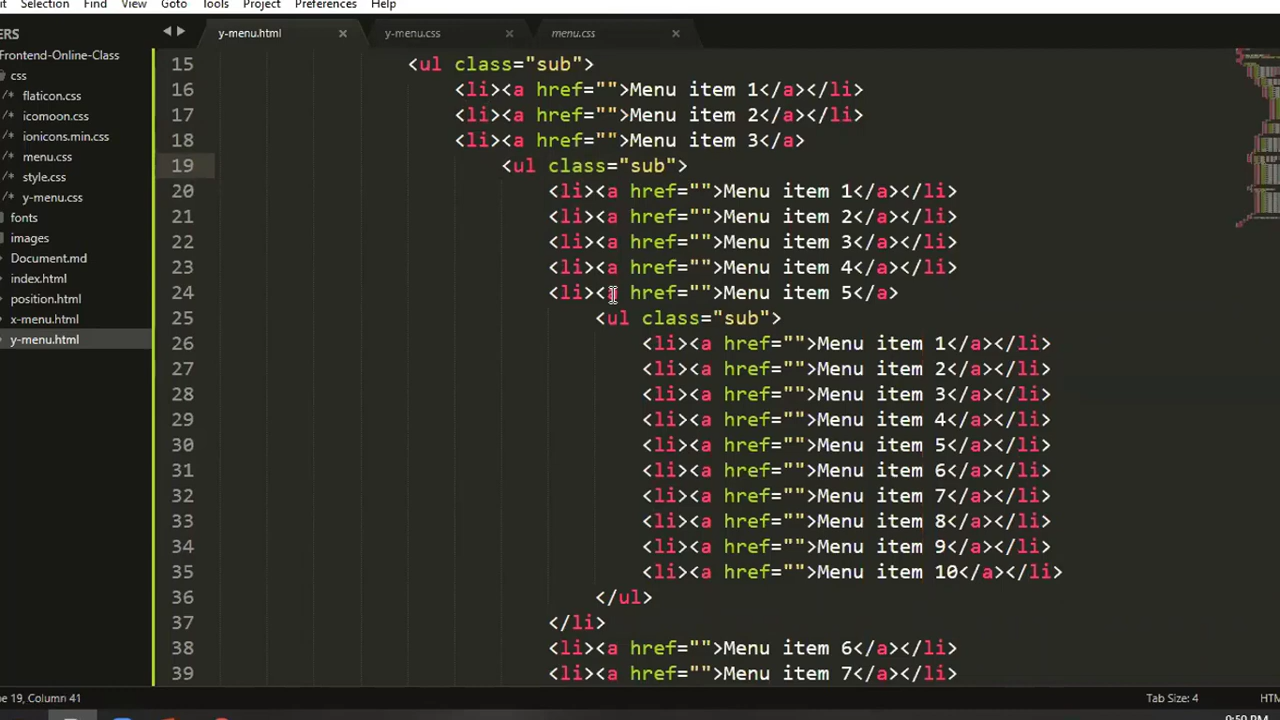 it Selection Find View Goto Tools Project Preferences Help
ERS
Frontend-Online-Class
css
/* flaticon.css
/* icomoon.css
/* ionicons.min.css
/* menu.css
/* style.css
/* y-menu.css
fonts
images
Document.md
index.html
position.html
x-menu.html
y-menu.html
y-menu.html × y-menu.css × menu.css ×
15 <ul class="sub">
16 <li><a href="">Menu item 1</a></li>
17 <li><a href="">Menu item 2</a></li>
18 <li><a href="">Menu item 3</a>
19 <ul class="sub">
20 <li><a href="">Menu item 1</a></li>
21 <li><a href="">Menu item 2</a></li>
22 <li><a href="">Menu item 3</a></li>
23 <li><a href="">Menu item 4</a></li>
24 <li><a href="">Menu item 5</a>
25 <ul class="sub">
26 <li><a href="">Menu item 1</a></li>
27 <li><a href="">Menu item 2</a></li>
28 <li><a href="">Menu item 3</a></li>
29 <li><a href="">Menu item 4</a></li>
30 <li><a href="">Menu item 5</a></li>
31 <li><a href="">Menu item 6</a></li>
32 <li><a href="">Menu item 7</a></li>
33 <li><a href="">Menu item 8</a></li>
34 <li><a href="">Menu item 9</a></li>
35 <li><a href="">Menu item 10</a></li>
36 </ul>
37 </li>
38 <li><a href="">Menu item 6</a></li>
39 <li><a href="">Menu item 7</a></li>
ne 19, Column 41 Tab Size: 4 HTM